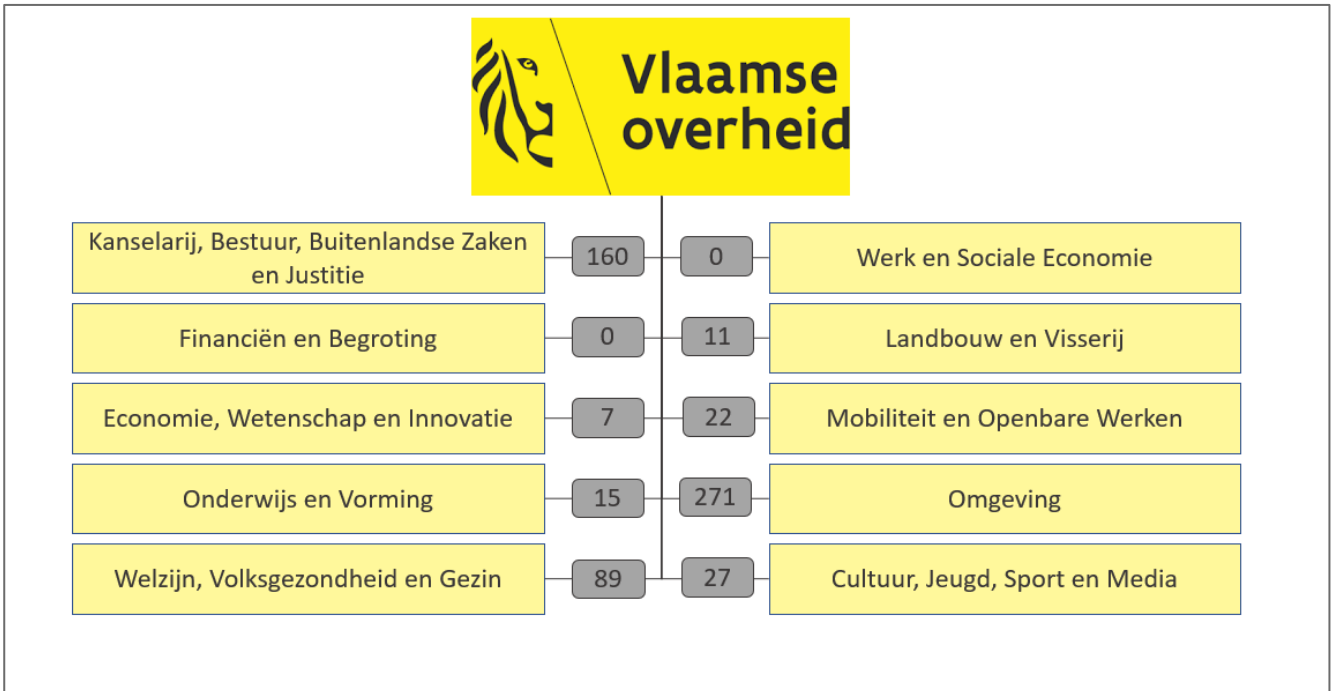 Vlaamse
overheid
Kanselarij, Bestuur, Buitenlandse Zaken
en Justitie
160
0
Werk en Sociale Economie
Financiën en Begroting
0
11
Landbouw en Visserij
Economie, Wetenschap en Innovatie
7
22
Mobiliteit en Openbare Werken
Onderwijs en Vorming
15
271
Omgeving
Welzijn, Volksgezondheid en Gezin
89
27
Cultuur, Jeugd, Sport en Media